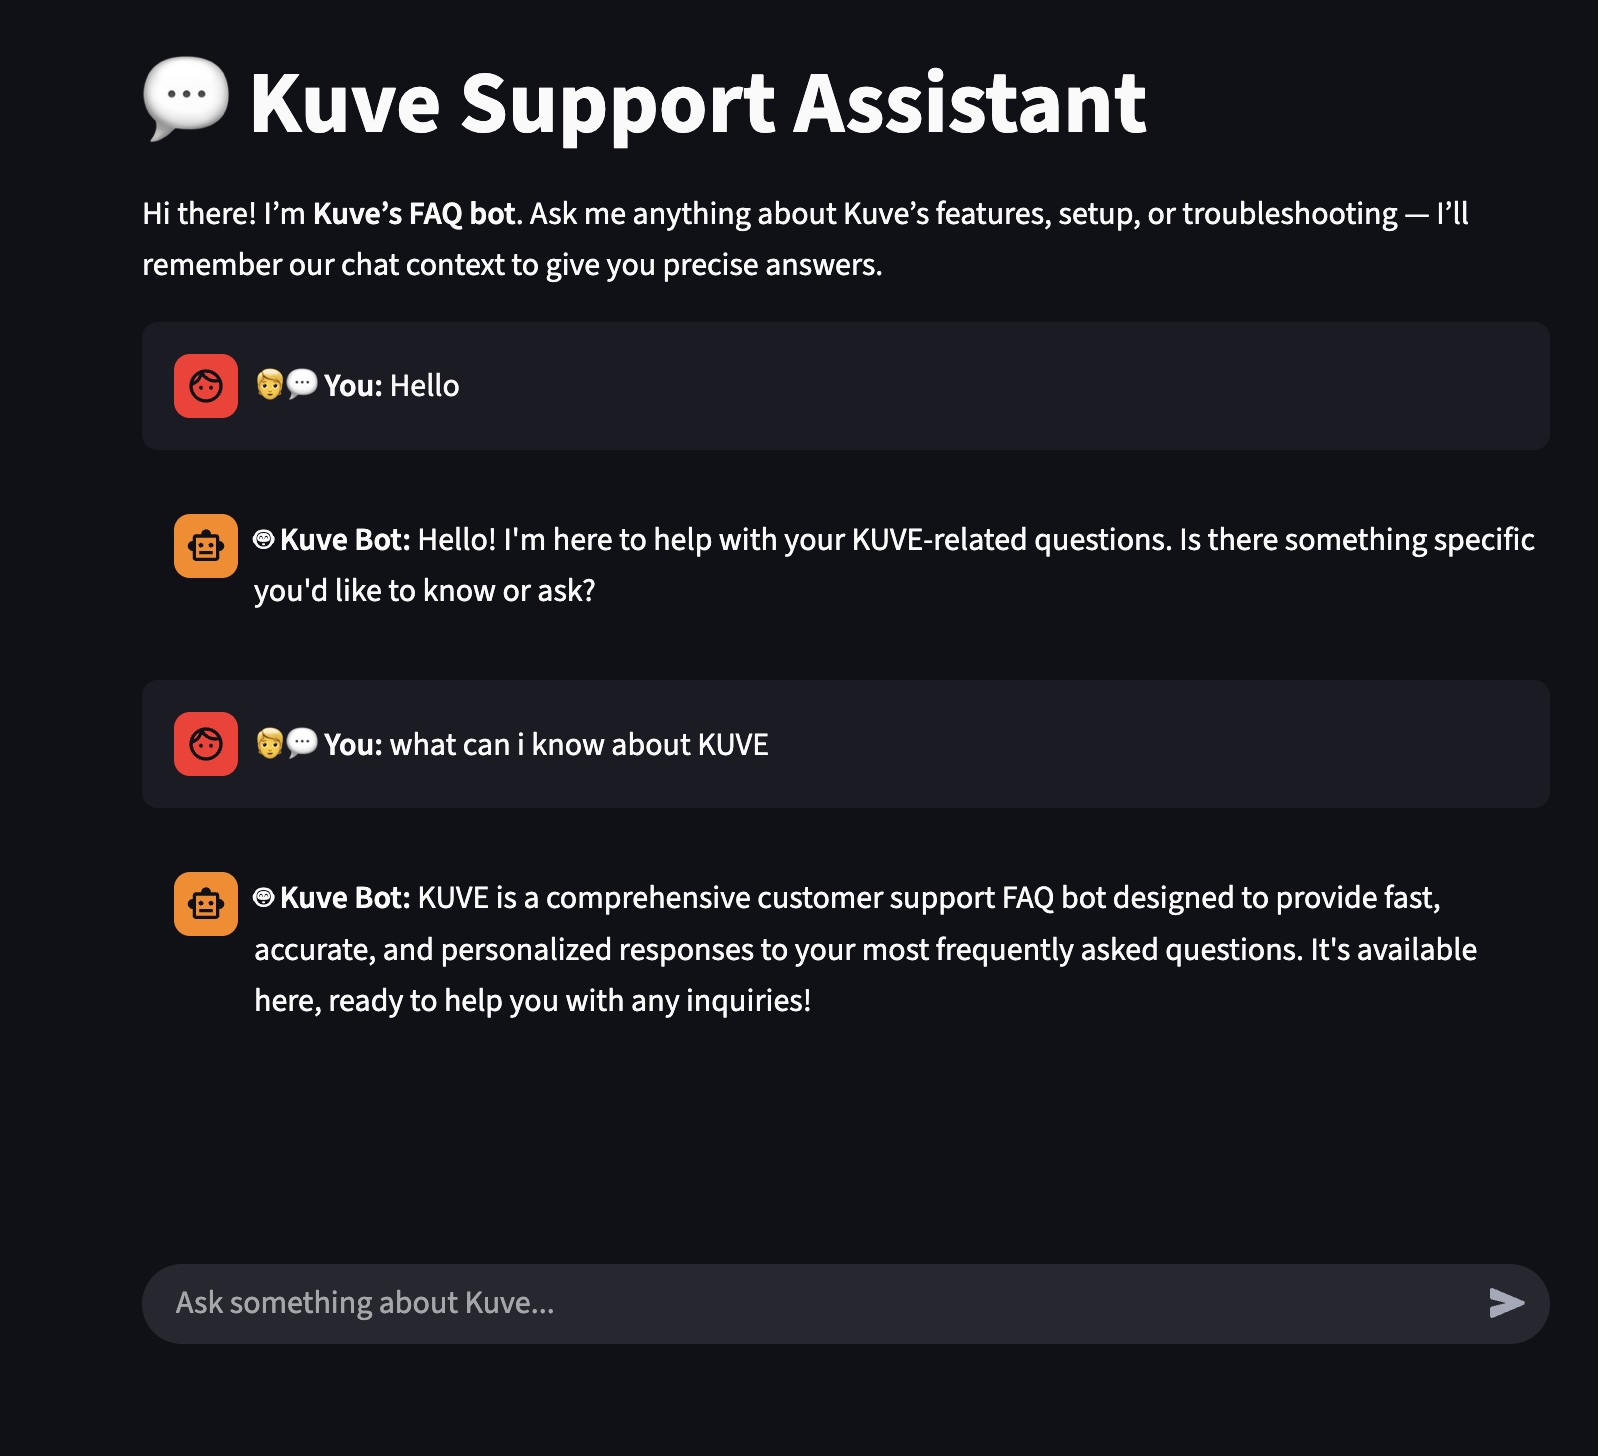 Kuve Support Assistant
Hi there! I’m Kuve’s FAQ bot. Ask me anything about Kuve’s features, setup, or troubleshooting — I’ll
remember our chat context to give you precise answers.
You: Hello
Kuve Bot: Hello! I'm here to help with your KUVE-related questions. Is there something specific
you'd like to know or ask?
You: what can i know about KUVE
Kuve Bot: KUVE is a comprehensive customer support FAQ bot designed to provide fast,
accurate, and personalized responses to your most frequently asked questions. It's available
here, ready to help you with any inquiries!
Ask something about Kuve...